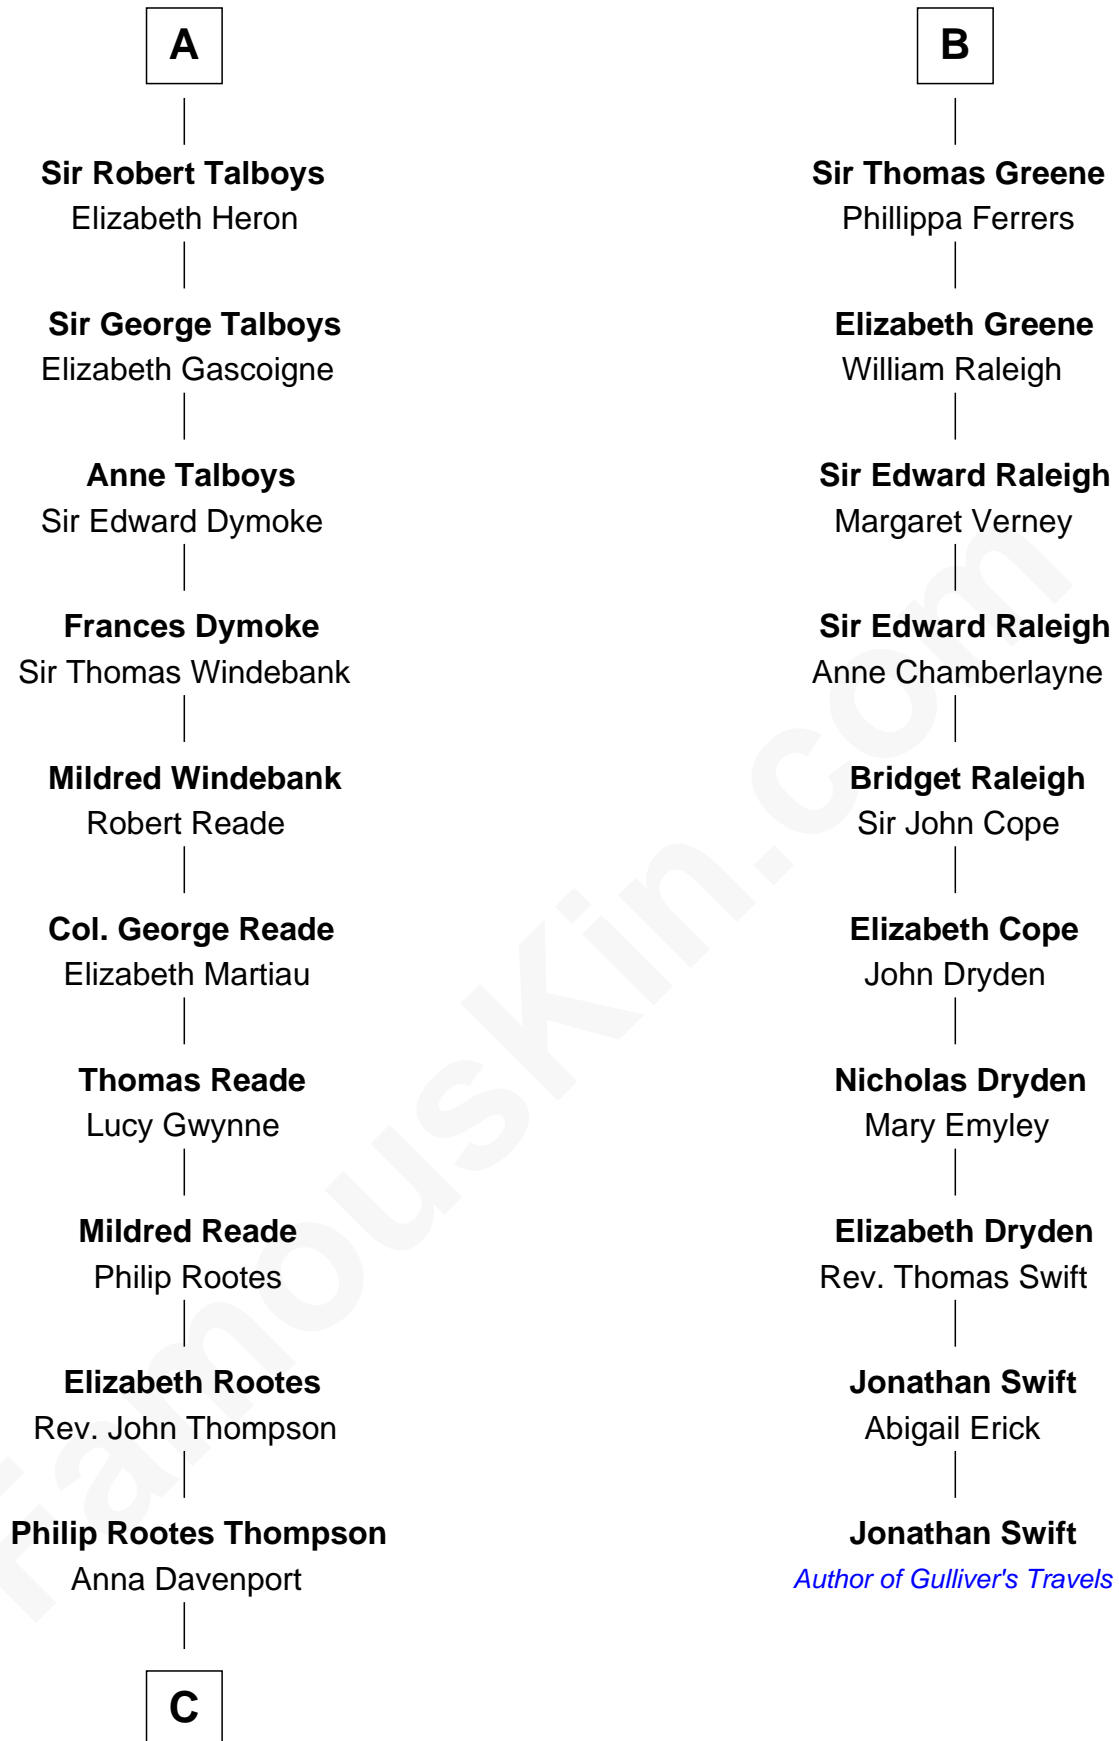 A
Sir Robert Talboys
Elizabeth Heron
Sir George Talboys
Elizabeth Gascoigne
Anne Talboys
Sir Edward Dymoke
Frances Dymoke
Sir Thomas Windebank
Mildred Windebank
Robert Reade
Col. George Reade
Elizabeth Martiau
Thomas Reade
Lucy Gwynne
Mildred Reade
Philip Rootes
Elizabeth Rootes
Rev. John Thompson
Philip Rootes Thompson
Anna Davenport
C
B
Sir Thomas Greene
Phillippa Ferrers
Elizabeth Greene
William Raleigh
Sir Edward Raleigh
Margaret Verney
Sir Edward Raleigh
Anne Chamberlayne
Bridget Raleigh
Sir John Cope
Elizabeth Cope
John Dryden
Nicholas Dryden
Mary Emyley
Elizabeth Dryden
Rev. Thomas Swift
Jonathan Swift
Abigail Erick
Jonathan Swift
Author of Gulliver's Travels
FamousKin.com